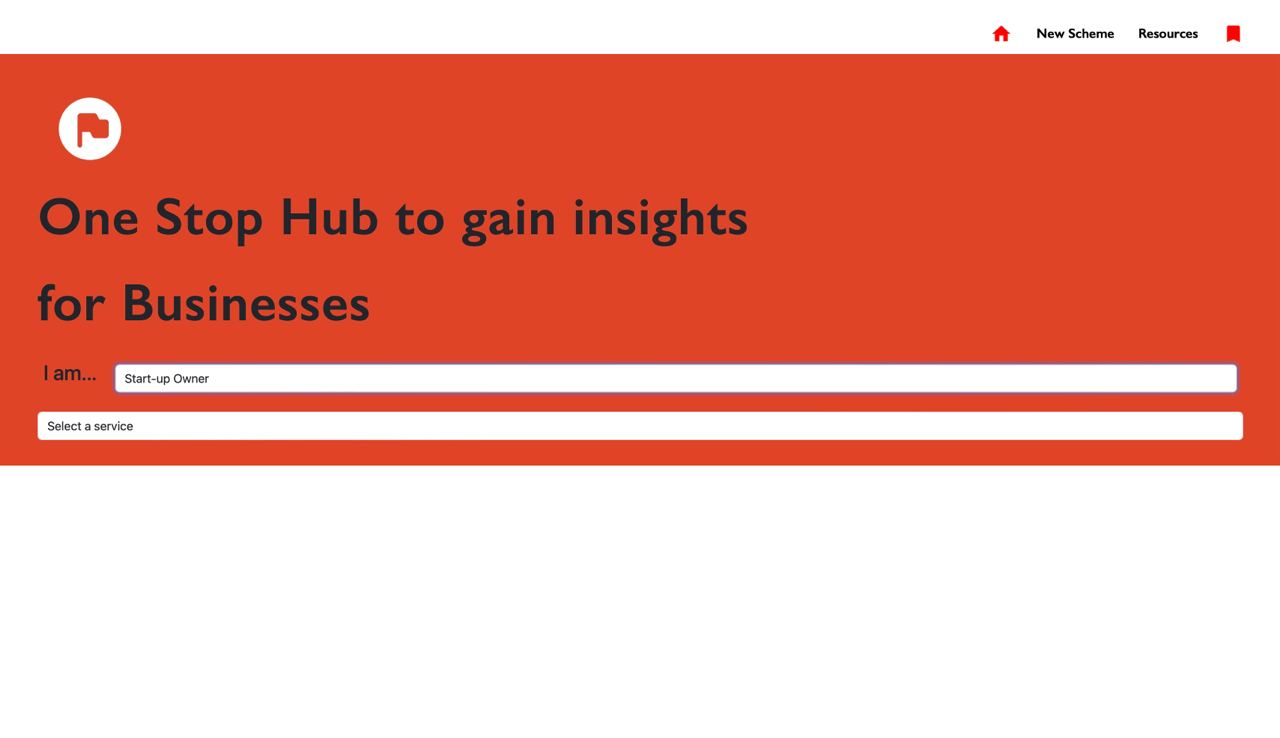 New Scheme
Resources
One Stop Hub to gain insights
for Businesses
I am...
Start-up Owner
Select a service